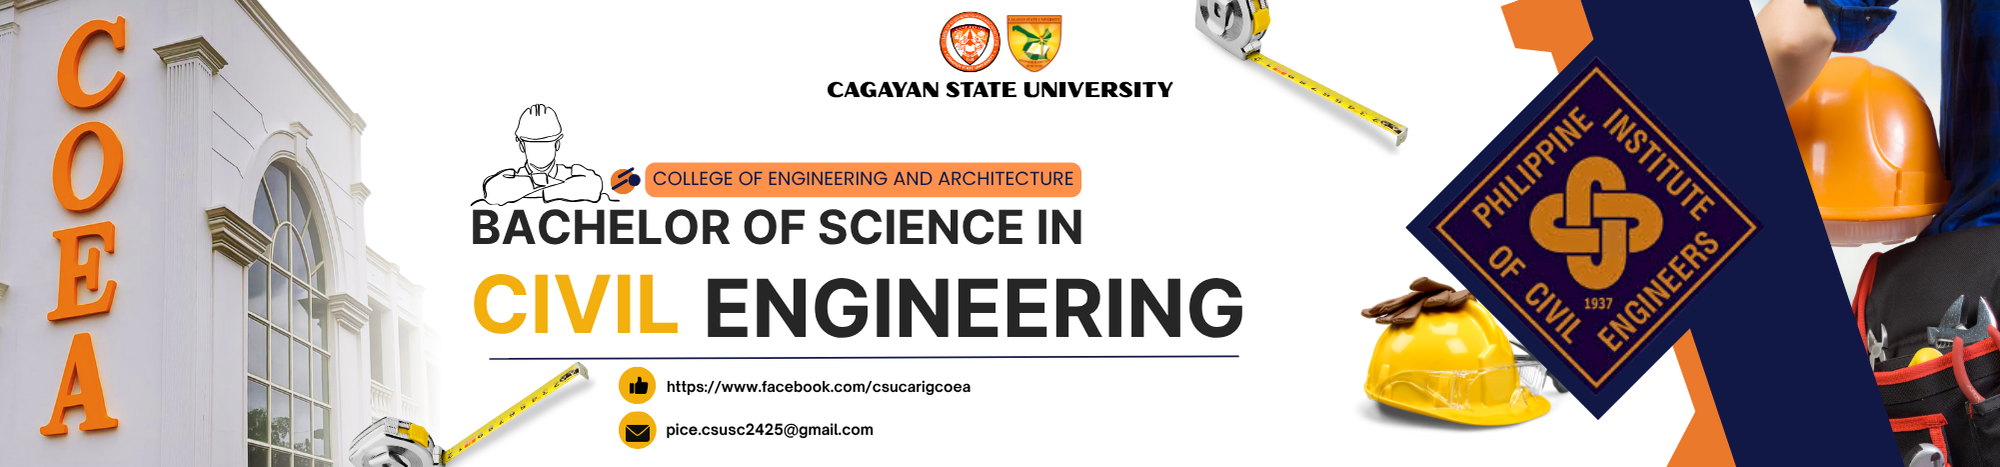 COEA
CAGAYAN STATE UNIVERSITY
COLLEGE OF ENGINEERING AND ARCHITECTURE
BACHELOR OF SCIENCE IN
CIVIL ENGINEERING
https://www.facebook.com/csucarigcoea
pice.csusc2425@gmail.com
PHILIPPINE INSTITUTE
OF CIVIL ENGINEERS
1937